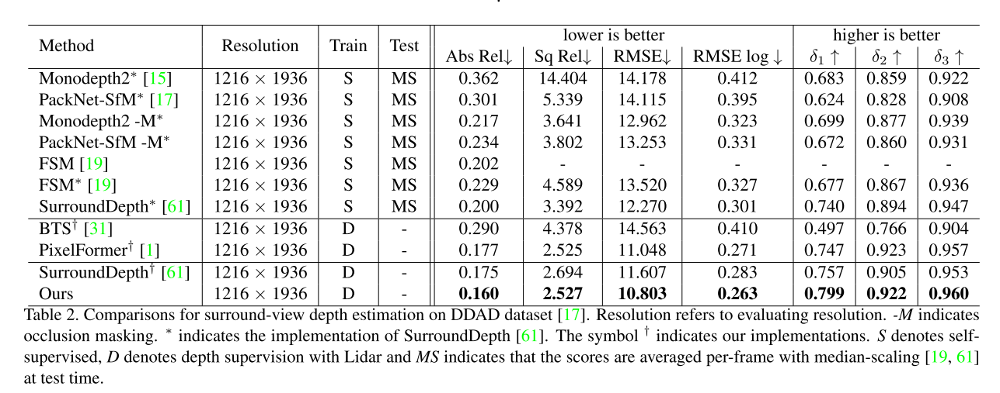 Method Resolution Train Test lower is better higher is better
Abs Rel↓ Sq Rel↓ RMSE↓ RMSE log ↓ δ1 ↑ δ2 ↑ δ3 ↑
Monodepth2* [15] 1216 × 1936 S MS 0.362 14.404 14.178 0.412 0.683 0.859 0.922
PackNet-SfM* [17] 1216 × 1936 S MS 0.301 5.339 14.115 0.395 0.624 0.828 0.908
Monodepth2 -M* 1216 × 1936 S MS 0.217 3.641 12.962 0.323 0.699 0.877 0.939
PackNet-SfM -M* 1216 × 1936 S MS 0.234 3.802 13.253 0.331 0.672 0.860 0.931
FSM [19] 1216 × 1936 S MS 0.202 - - - - - -
FSM* [19] 1216 × 1936 S MS 0.229 4.589 13.520 0.327 0.677 0.867 0.936
SurroundDepth* [61] 1216 × 1936 S MS 0.200 3.392 12.270 0.301 0.740 0.894 0.947
BTS† [31] 1216 × 1936 D - 0.290 4.378 14.563 0.410 0.497 0.766 0.904
PixelFormer† [1] 1216 × 1936 D - 0.177 2.525 11.048 0.271 0.747 0.923 0.957
SurroundDepth† [61] 1216 × 1936 D - 0.175 2.694 11.607 0.283 0.757 0.905 0.953
Ours 1216 × 1936 D - 0.160 2.527 10.803 0.263 0.799 0.922 0.960
Table 2. Comparisons for surround-view depth estimation on DDAD dataset [17]. Resolution refers to evaluating resolution. -M indicates
occlusion masking. * indicates the implementation of SurroundDepth [61]. The symbol † indicates our implementations. S denotes self-
supervised, D denotes depth supervision with Lidar and MS indicates that the scores are averaged per-frame with median-scaling [19, 61]
at test time.